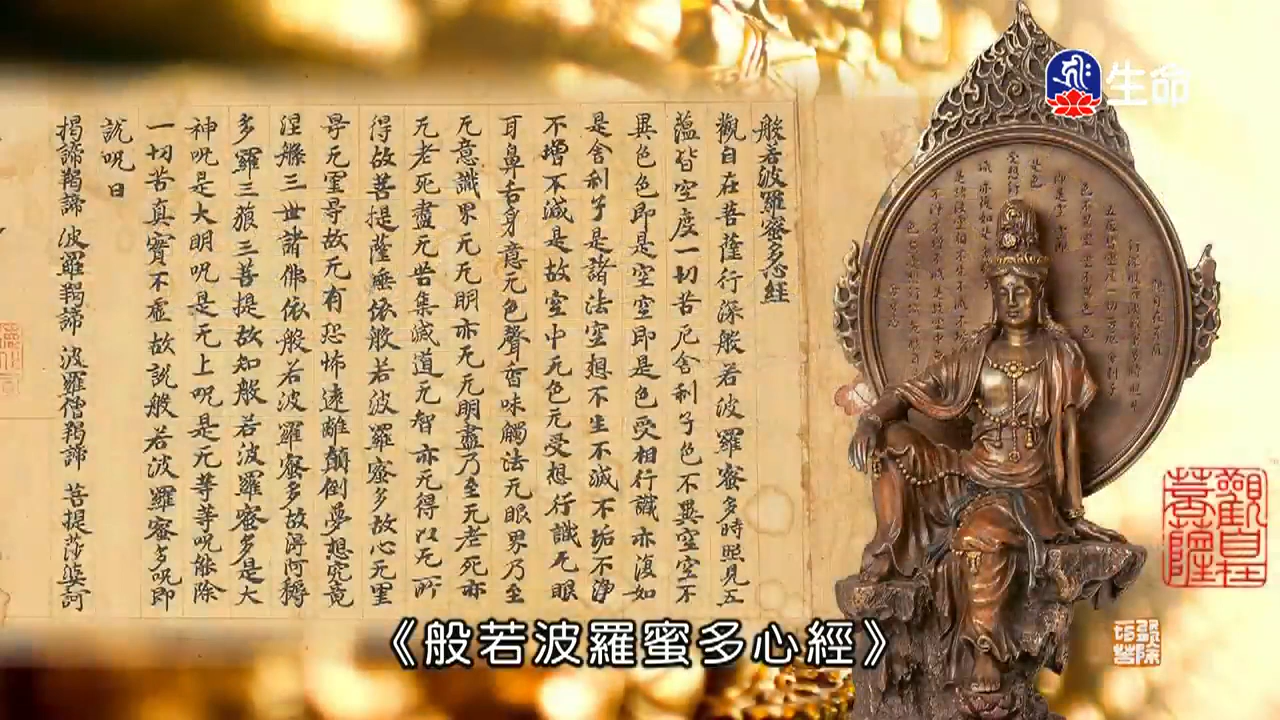 般若波羅蜜多心經
觀自在菩薩行深般若波羅蜜多時照見五
蘊皆空度一切苦厄舍利子色不異空空不
異色色即是空空即是色受相行識亦復如
是舍利子是諸法空想不生不滅不垢不淨
不增不減是故空中无色无受想行識无眼
耳鼻舌身意无色聲香味觸法无眼界乃至
无意識界无无明亦无无明盡乃至无老死亦
无老死盡无苦集滅道无智亦无得以无所
得故菩提薩埵依般若波羅蜜多故心无罣
㝵无罣㝵故无有恐怖遠離顛倒夢想究竟
涅槃三世諸佛依般若波羅蜜多故得阿耨
多羅三藐三菩提故知般若波羅蜜多是大
神呪是大明呪是无上呪是无等等呪能除
一切苦真實不虛故說般若波羅蜜多呪即
說呪曰
揭諦羯諦 波羅羯諦 波羅僧羯諦 菩提莎婆訶
生命
觀自在
菩薩
《般若波羅蜜多心經》